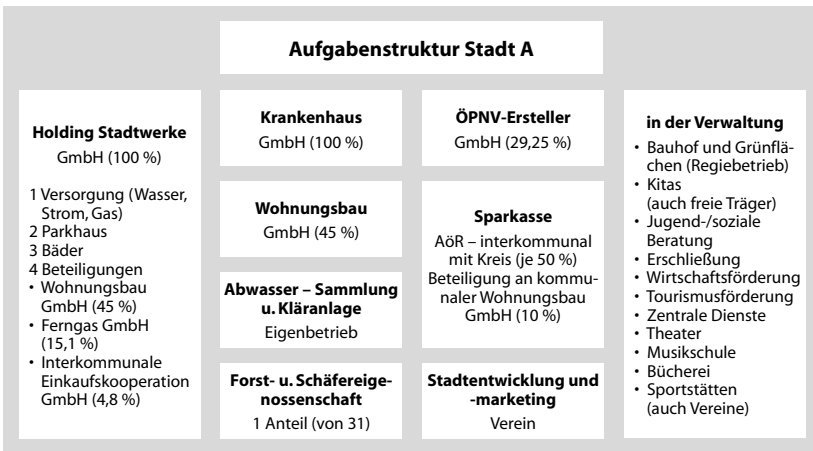 Aufgabenstruktur Stadt A
Holding Stadtwerke
GmbH (100 %)
1 Versorgung (Wasser,
Strom, Gas)
2 Parkhaus
3 Bäder
4 Beteiligungen
• Wohnungsbau
GmbH (45 %)
• Ferngas GmbH
(15,1 %)
• Interkommunale
Einkaufskooperation
GmbH (4,8 %)
Krankenhaus
GmbH (100 %)
Wohnungsbau
GmbH (45 %)
Abwasser – Sammlung
u. Kläranlage
Eigenbetrieb
Forst- u. Schäfereige-
nossenschaft
1 Anteil (von 31)
ÖPNV-Ersteller
GmbH (29,25 %)
Sparkasse
AöR – interkommunal
mit Kreis (je 50 %)
Beteiligung an kommu-
naler Wohnungsbau
GmbH (10 %)
Stadtentwicklung und
-marketing
Verein
in der Verwaltung
• Bauhof und Grünflä-
chen (Regiebetrieb)
• Kitas
(auch freie Träger)
• Jugend-/soziale
Beratung
• Erschließung
• Wirtschaftsförderung
• Tourismusförderung
• Zentrale Dienste
• Theater
• Musikschule
• Bücherei
• Sportstätten
(auch Vereine)